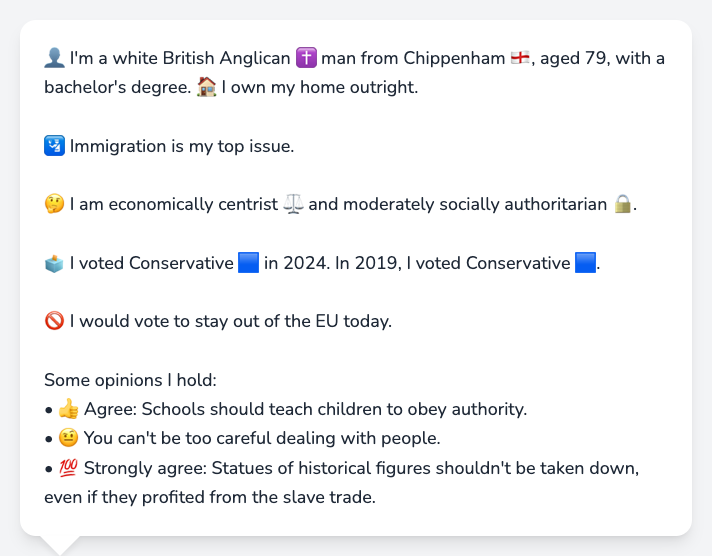 👤 I'm a white British Anglican ✝️ man from Chippenham 🏴󠁧󠁢󠁥󠁮󠁧󠁿, aged 79, with a
bachelor's degree. 🏠 I own my home outright.
🛂 Immigration is my top issue.
🤔 I am economically centrist ⚖️ and moderately socially authoritarian 🔒.
🗳️ I voted Conservative 🟦 in 2024. In 2019, I voted Conservative 🟦.
🚫 I would vote to stay out of the EU today.
Some opinions I hold:
• 👍 Agree: Schools should teach children to obey authority.
• 🤨 You can't be too careful dealing with people.
• 💯 Strongly agree: Statues of historical figures shouldn't be taken down,
even if they profited from the slave trade.